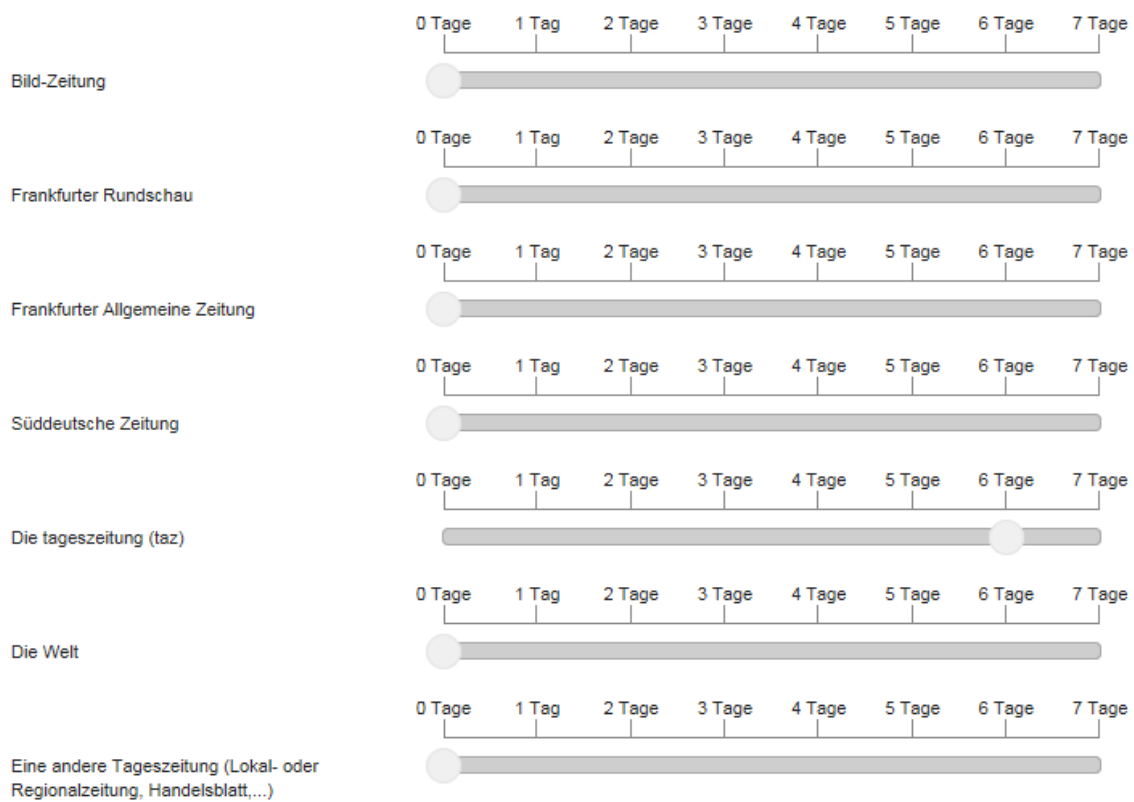 0 Tage 1 Tag 2 Tage 3 Tage 4 Tage 5 Tage 6 Tage 7 Tage
Bild-Zeitung
0 Tage 1 Tag 2 Tage 3 Tage 4 Tage 5 Tage 6 Tage 7 Tage
Frankfurter Rundschau
0 Tage 1 Tag 2 Tage 3 Tage 4 Tage 5 Tage 6 Tage 7 Tage
Frankfurter Allgemeine Zeitung
0 Tage 1 Tag 2 Tage 3 Tage 4 Tage 5 Tage 6 Tage 7 Tage
Süddeutsche Zeitung
0 Tage 1 Tag 2 Tage 3 Tage 4 Tage 5 Tage 6 Tage 7 Tage
Die tageszeitung (taz)
0 Tage 1 Tag 2 Tage 3 Tage 4 Tage 5 Tage 6 Tage 7 Tage
Die Welt
0 Tage 1 Tag 2 Tage 3 Tage 4 Tage 5 Tage 6 Tage 7 Tage
Eine andere Tageszeitung (Lokal- oder
Regionalzeitung, Handelsblatt,...)